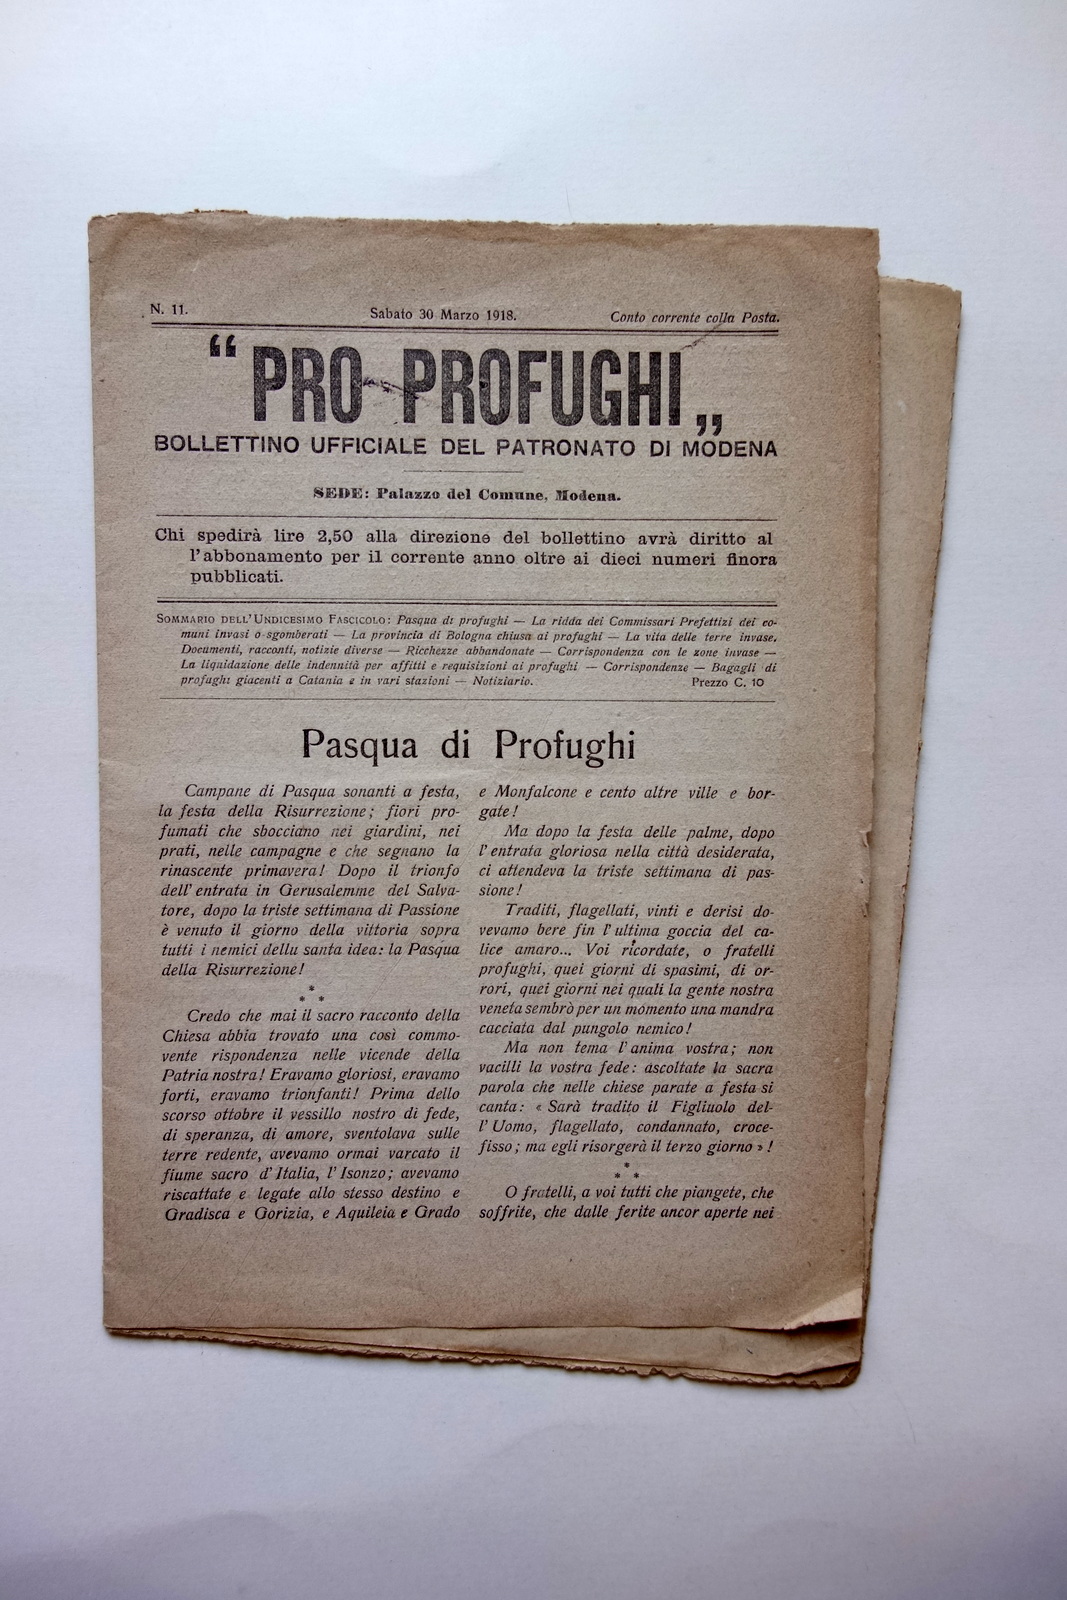 N. 11.
Sabato 30 Marzo 1918.
Conto corrente colla Posta.
“ PRO PROFUGHI „
BOLLETTINO UFFICIALE DEL PATRONATO DI MODENA
SEDE: Palazzo del Comune, Modena.
Chi spedirà lire 2,50 alla direzione del bollettino avrà diritto al
l'abbonamento per il corrente anno oltre ai dieci numeri finora
pubblicati.
SOMMARIO DELL'UNDICESIMO FASCICOLO: Pasqua di profughi — La ridda dei Commissari Prefettizi dei co-
muni invasi o sgomberati — La provincia di Bologna chiusa ai profughi — La vita delle terre invase,
Documenti, racconti, notizie diverse — Ricchezze abbandonate — Corrispondenza con le zone invase —
La liquidazione delle indennità per affitti e requisizioni ai profughi — Corrispondenze — Bagagli di
profughi giacenti a Catania e in vari stazioni — Notiziario. Prezzo C. 10
Pasqua di Profughi
Campane di Pasqua sonanti a festa,
la festa della Risurrezione; fiori pro-
fumati che sbocciano nei giardini, nei
prati, nelle campagne e che segnano la
rinascente primavera! Dopo il trionfo
dell'entrata in Gerusalemme del Salva-
tore, dopo la triste settimana di Passione
è venuto il giorno della vittoria sopra
tutti i nemici della santa idea: la Pasqua
della Risurrezione!
* * *
Credo che mai il sacro racconto della
Chiesa abbia trovato una così commo-
vente rispondenza nelle vicende della
Patria nostra! Eravamo gloriosi, eravamo
forti, eravamo trionfanti! Prima dello
scorso ottobre il vessillo nostro di fede,
di speranza, di amore, sventolava sulle
terre redente, avevamo ormai varcato il
fiume sacro d'Italia, l'Isonzo; avevamo
riscattate e legate allo stesso destino e
Gradisca e Gorizia, e Aquileia e Grado
e Monfalcone e cento altre ville e bor-
gate!
Ma dopo la festa delle palme, dopo
l'entrata gloriosa nella città desiderata,
ci attendeva la triste settimana di pas-
sione!
Traditi, flagellati, vinti e derisi do-
vevamo bere fin l'ultima goccia del ca-
lice amaro... Voi ricordate, o fratelli
profughi, quei giorni di spasimi, di or-
rori, quei giorni nei quali la gente nostra
veneta sembrò per un momento una mandra
cacciata dal pungolo nemico!
Ma non tema l'anima vostra; non
vacilli la vostra fede: ascoltate la sacra
parola che nelle chiese parate a festa si
canta: « Sarà tradito il Figliuolo del-
l'Uomo, flagellato, condannato, croce-
fisso; ma egli risorgerà il terzo giorno »!
* * *
O fratelli, a voi tutti che piangete, che
soffrite, che dalle ferite ancor aperte nei